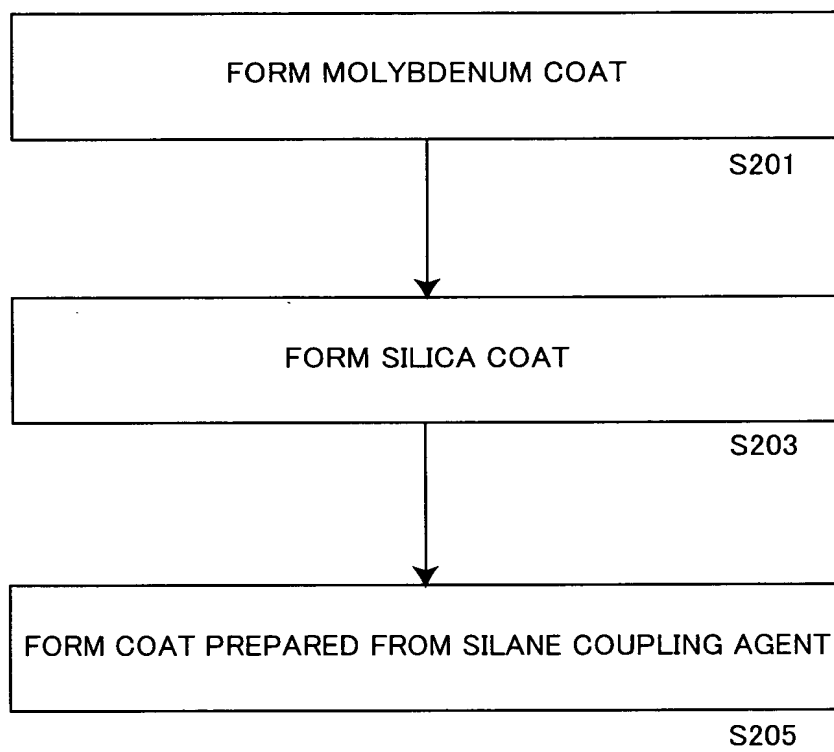 FORM MOLYBDENUM COAT
S201
FORM SILICA COAT
S203
FORM COAT PREPARED FROM SILANE COUPLING AGENT
S205